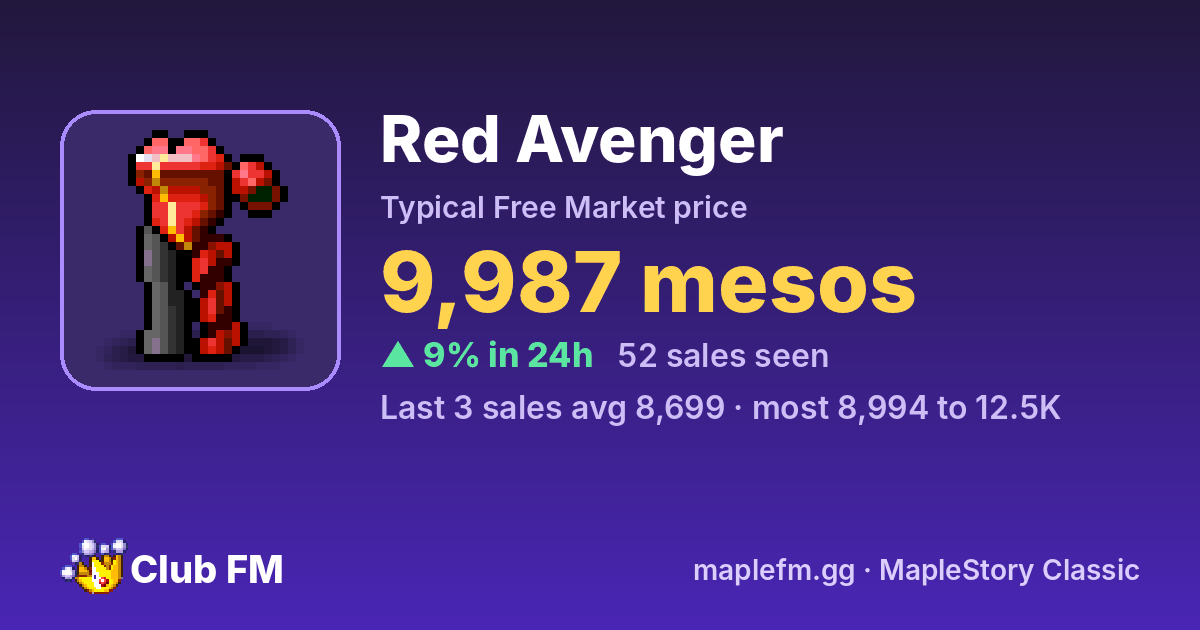 Red Avenger
Typical Free Market price
9,987 mesos
▲ 9% in 24h 52 sales seen
Last 3 sales avg 8,699 · most 8,994 to 12.5K
Club FM
maplefm.gg · MapleStory Classic